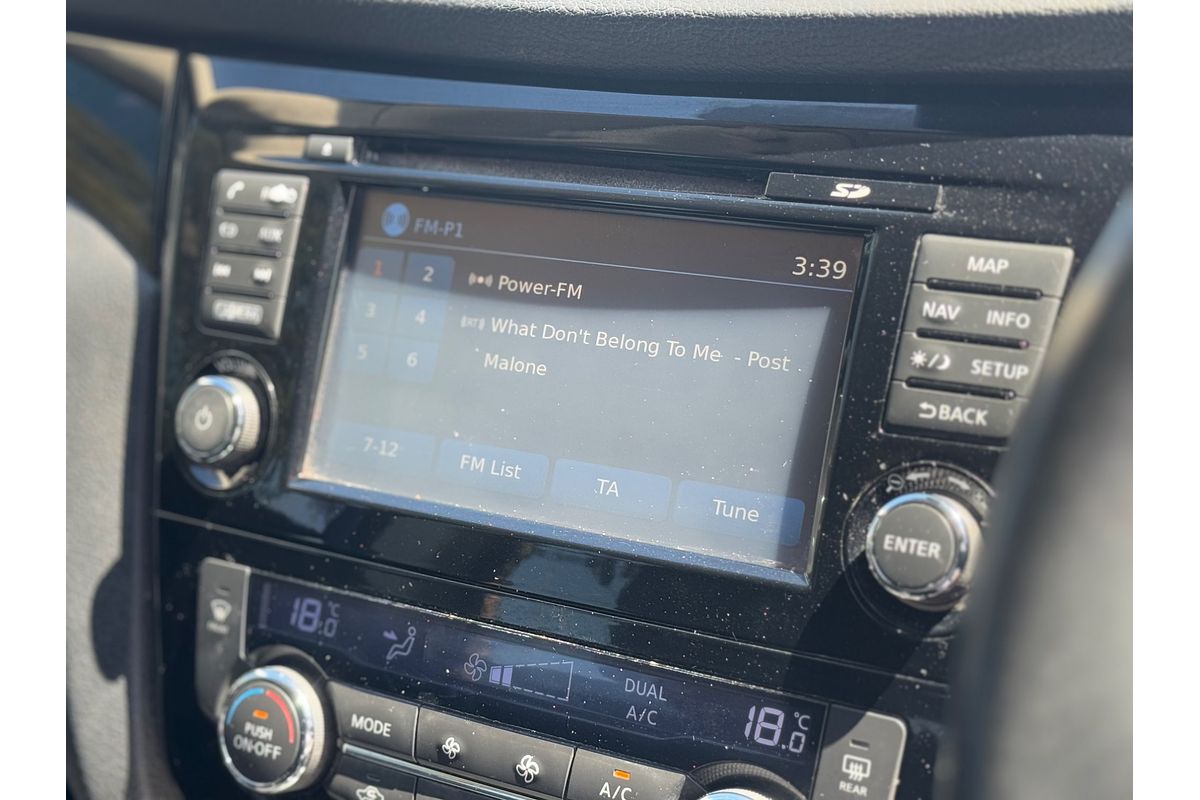 FM-P1
3:39
1
2
Power-FM
3
4
RT What Don't Belong To Me - Post
Malone
5
6
7-12
FM List
TA
Tune
AUX
SD
MAP
NAV
INFO
SETUP
BACK
ENTER
18.0 °C
DUAL
A/C
18.0 °C
PUSH
ON·OFF
MODE
A/C
REAR